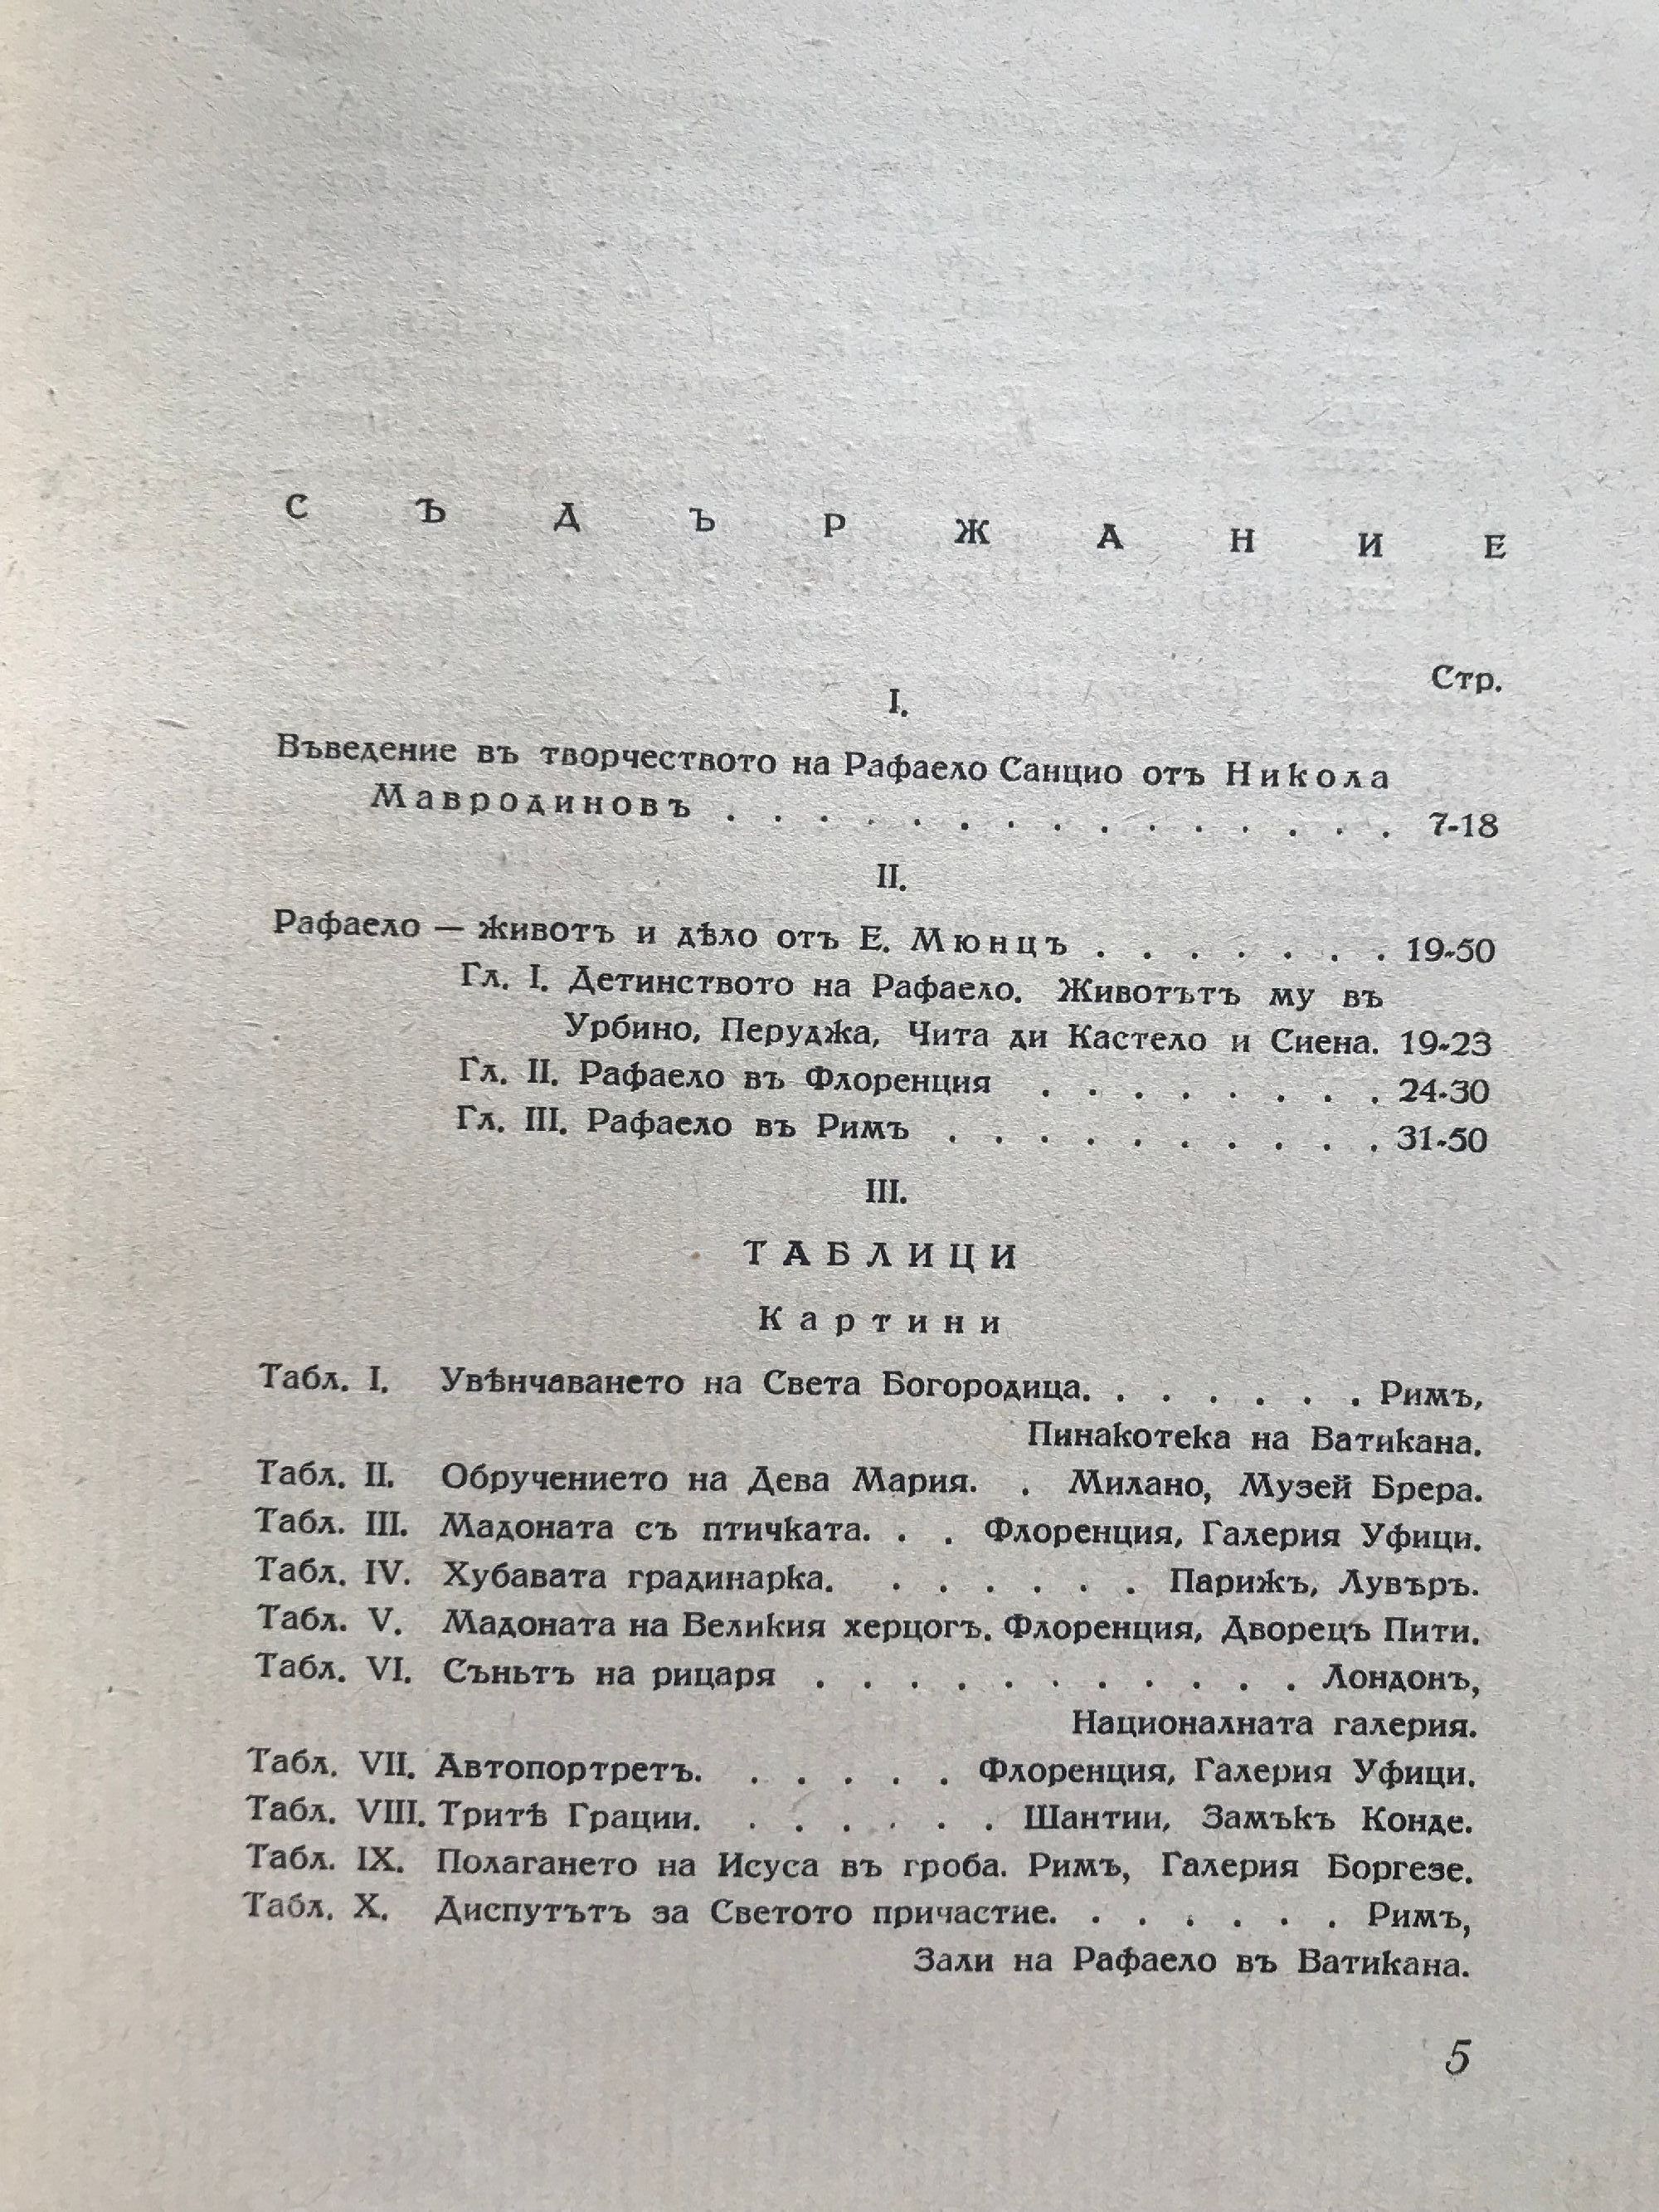 СЪДЪРЖАНИЕ
Стр.
I.
Въведение въ творчеството на Рафаело Санцио отъ Никола
Мавродиновъ . . . . . . . . . . . . . . . 7-18
II.
Рафаело — животъ и дѣло отъ Е. Мюнцъ . . . . . . . 19-50
Гл. I. Детинството на Рафаело. Животътъ му въ
Урбино, Перуджа, Чита ди Кастело и Сиена. 19-23
Гл. II. Рафаело въ Флоренция . . . . . . . . 24-30
Гл. III. Рафаело въ Римъ . . . . . . . . . . 31-50
III.
ТАБЛИЦИ
Картини
Табл. I. Увѣнчаването на Света Богородица. . . . . . . Римъ,
Пинакотека на Ватикана.
Табл. II. Обручението на Дева Мария. . Милано, Музей Брера.
Табл. III. Мадоната съ птичката. . . Флоренция, Галерия Уфици.
Табл. IV. Хубавата градинарка. . . . . . . Парижъ, Лувъръ.
Табл. V. Мадоната на Великия херцогъ. Флоренция, Дворецъ Пити.
Табл. VI. Съньтъ на рицаря . . . . . . . . . . . Лондонъ,
Националната галерия.
Табл. VII. Автопортретъ. . . . . . Флоренция, Галерия Уфици.
Табл. VIII. Тритѣ Грации. . . . . . . Шантии, Замъкъ Конде.
Табл. IX. Полагането на Исуса въ гроба. Римъ, Галерия Боргезе.
Табл. X. Диспутътъ за Светото причастие. . . . . . . Римъ,
Зали на Рафаело въ Ватикана.
5